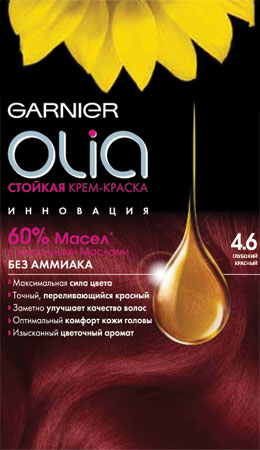 GARNIER
OLIA
СТОЙКАЯ КРЕМ-КРАСКА
ИННОВАЦИЯ
60% Масел*
Маслами
БЕЗ АММИАКА
4.6
ГЛУБОКИЙ
КРАСНЫЙ
Максимальная сила цвета
Точный, переливающийся красный
Заметно улучшает качество волос
Оптимальный комфорт кожи головы
Изысканный цветочный аромат